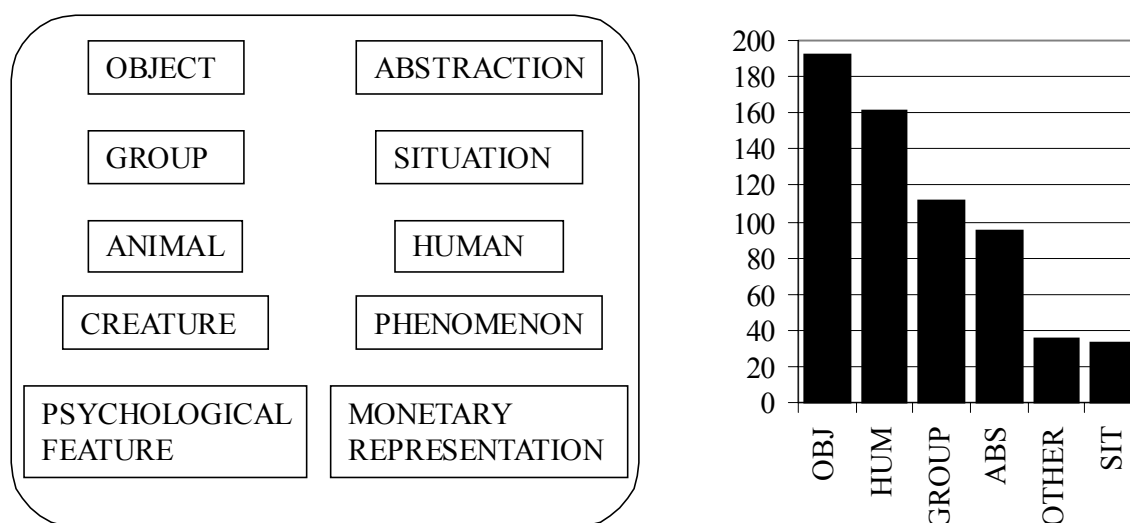 OBJECT
ABSTRACTION
GROUP
SITUATION
ANIMAL
HUMAN
CREATURE
PHENOMENON
PSYCHOLOGICAL
FEATURE
MONETARY
REPRESENTATION
200
180
160
140
120
100
80
60
40
20
0
OBJ
HUM
GROUP
ABS
OTHER
SIT